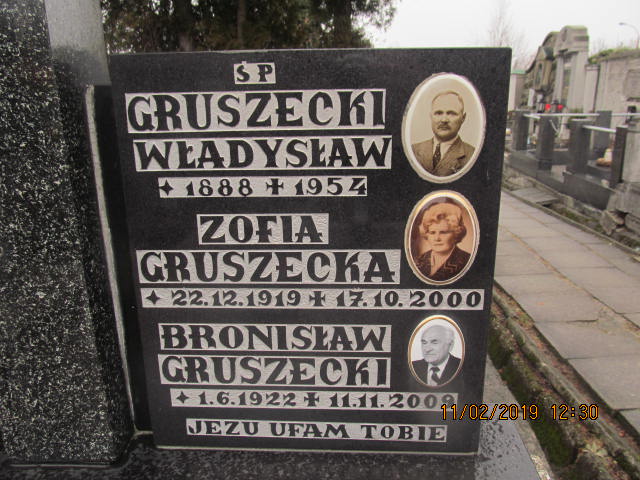 Ś P
GRUSZECKI
WŁADYSŁAW
✦ 1888 ✝ 1954
ZOFIA
GRUSZECKA
✦ 22.12.1919 ✝ 17.10.2000
BRONISŁAW
GRUSZECKI
✦ 1.6.1922 ✝ 11.11.2009
JEZU UFAM TOBIE
11/02/2019 12:30